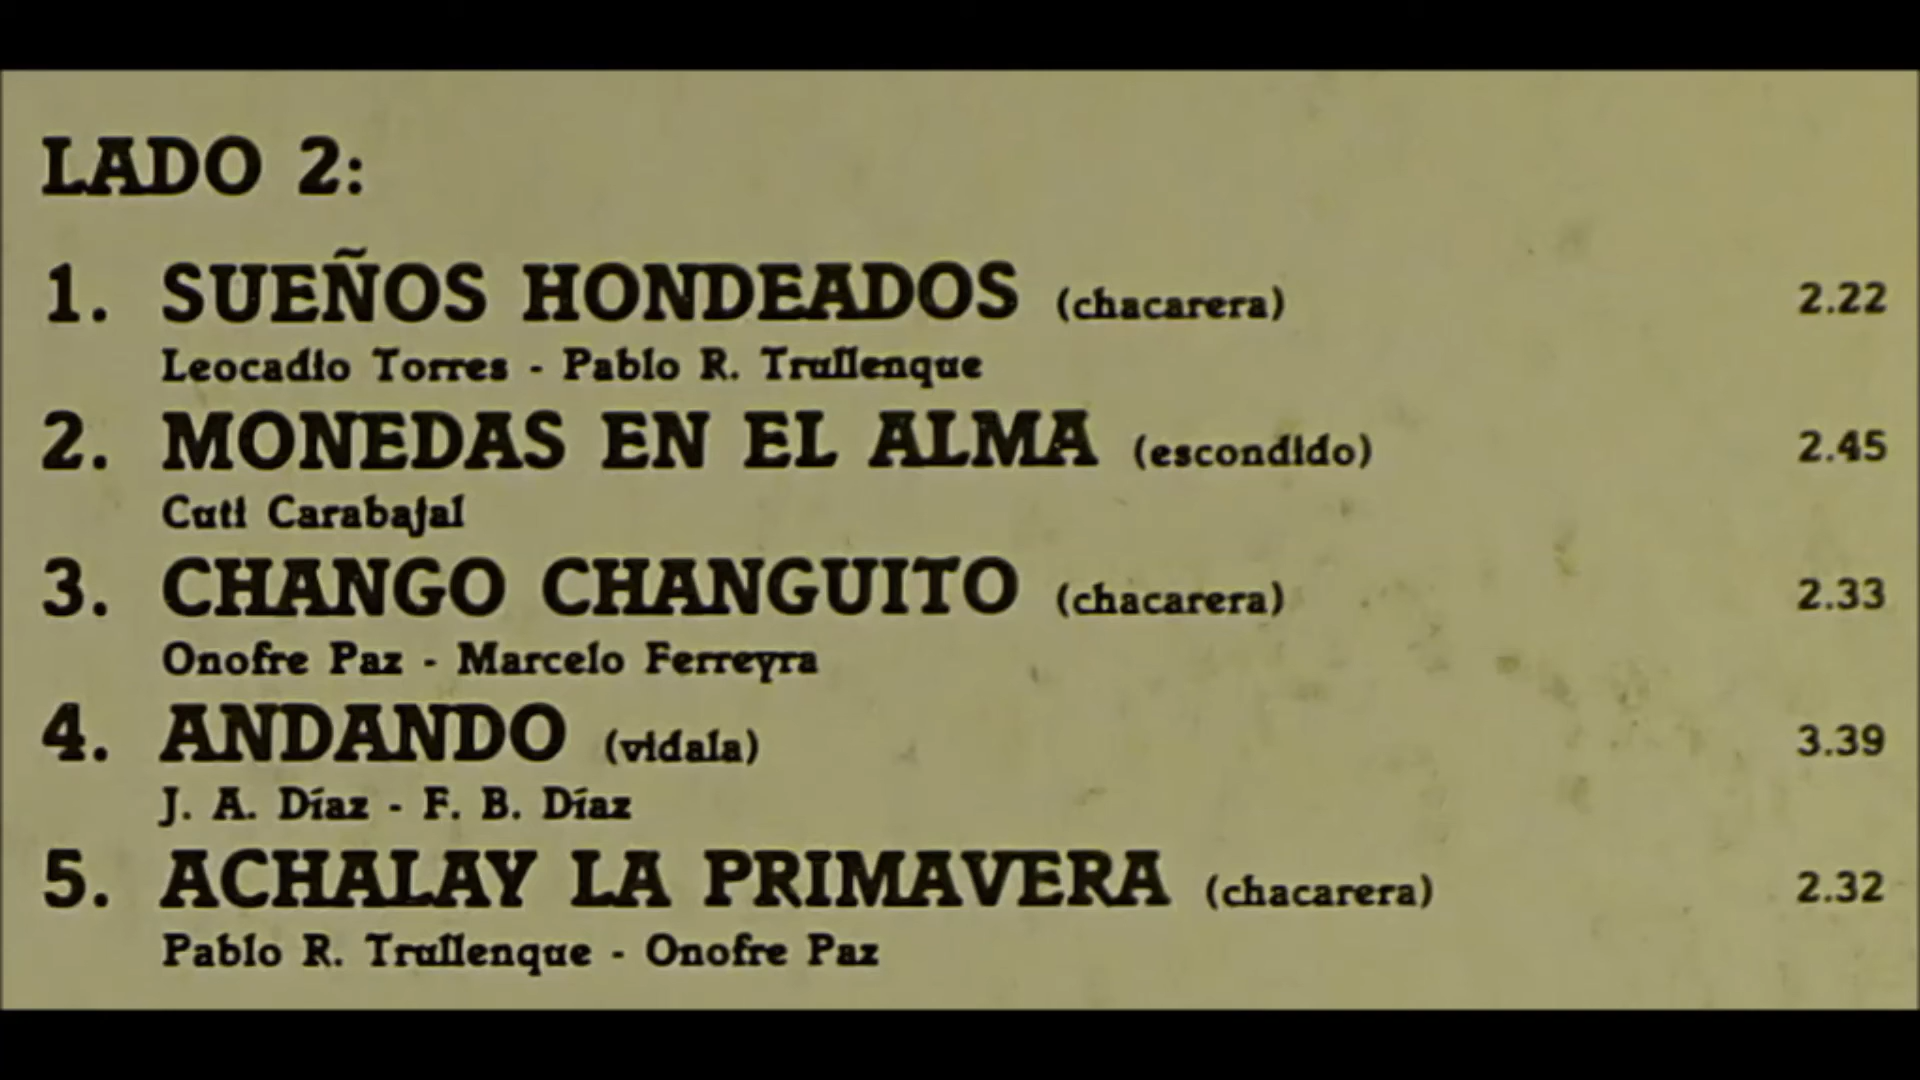 LADO 2:
1. SUEÑOS HONDEADOS (chacarera) 2.22
Leocadio Torres - Pablo R. Trullenque
2. MONEDAS EN EL ALMA (escondido) 2.45
Cuti Carabajal
3. CHANGO CHANGUITO (chacarera) 2.33
Onofre Paz - Marcelo Ferreyra
4. ANDANDO (vidala) 3.39
J. A. Díaz - F. B. Díaz
5. ACHALAY LA PRIMAVERA (chacarera) 2.32
Pablo R. Trullenque - Onofre Paz